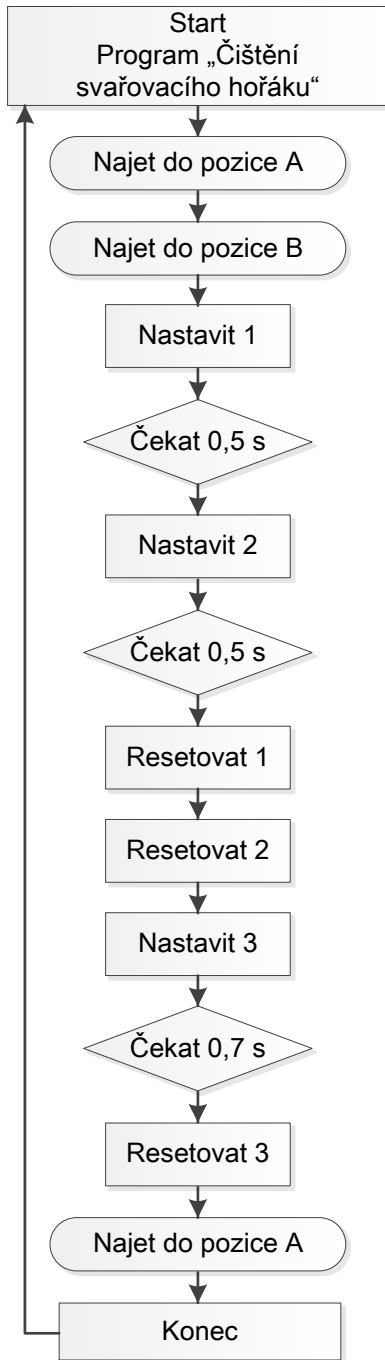 Start
Program „Čištění
svařovacího hořáku“
Najet do pozice A
Najet do pozice B
Nastavit 1
Čekat 0,5 s
Nastavit 2
Čekat 0,5 s
Resetovat 1
Resetovat 2
Nastavit 3
Čekat 0,7 s
Resetovat 3
Najet do pozice A
Konec